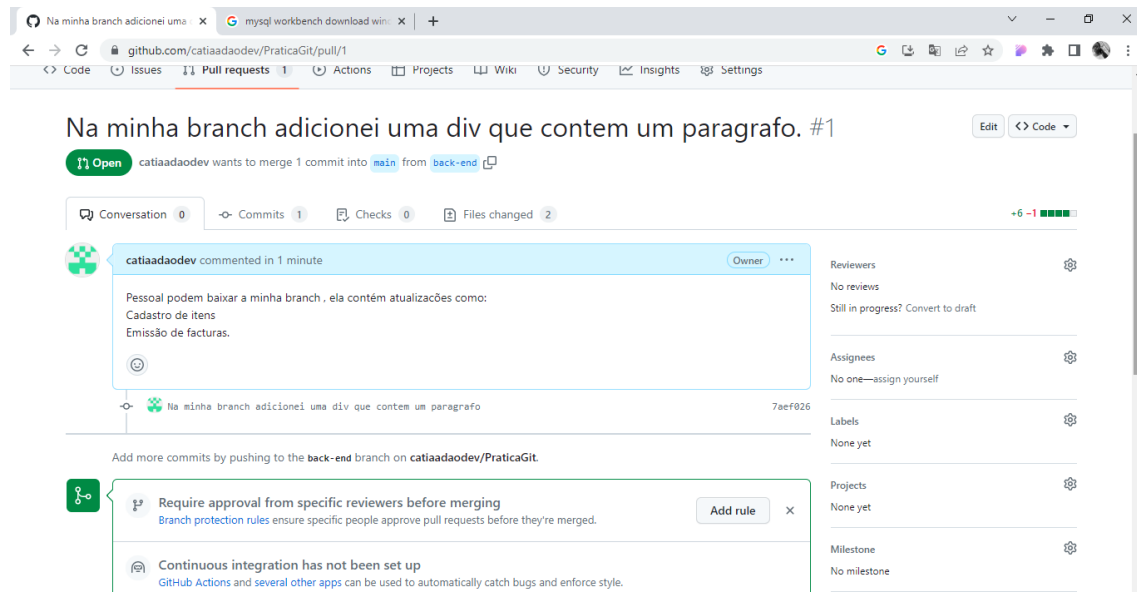 Na minha branch adicionei uma
mysql workbench download wind
github.com/catiaadaodev/PraticaGit/pull/1
Code Issues Pull requests 1 Actions Projects Wiki Security Insights Settings
Na minha branch adicionei uma div que contem um paragrafo. #1
Edit Code
Open catiaadaodev wants to merge 1 commit into main from back-end
Conversation 0 Commits 1 Checks 0 Files changed 2 +6 −1
catiaadaodev commented in 1 minute Owner ...
Pessoal podem baixar a minha branch , ela contém atualizacões como:
Cadastro de itens
Emissão de facturas.
Na minha branch adicionei uma div que contem um paragrafo 7aef026
Add more commits by pushing to the back-end branch on catiaadaodev/PraticaGit.
Require approval from specific reviewers before merging
Branch protection rules ensure specific people approve pull requests before they're merged.
Add rule
Continuous integration has not been set up
GitHub Actions and several other apps can be used to automatically catch bugs and enforce style.
Reviewers
No reviews
Still in progress? Convert to draft
Assignees
No one—assign yourself
Labels
None yet
Projects
None yet
Milestone
No milestone